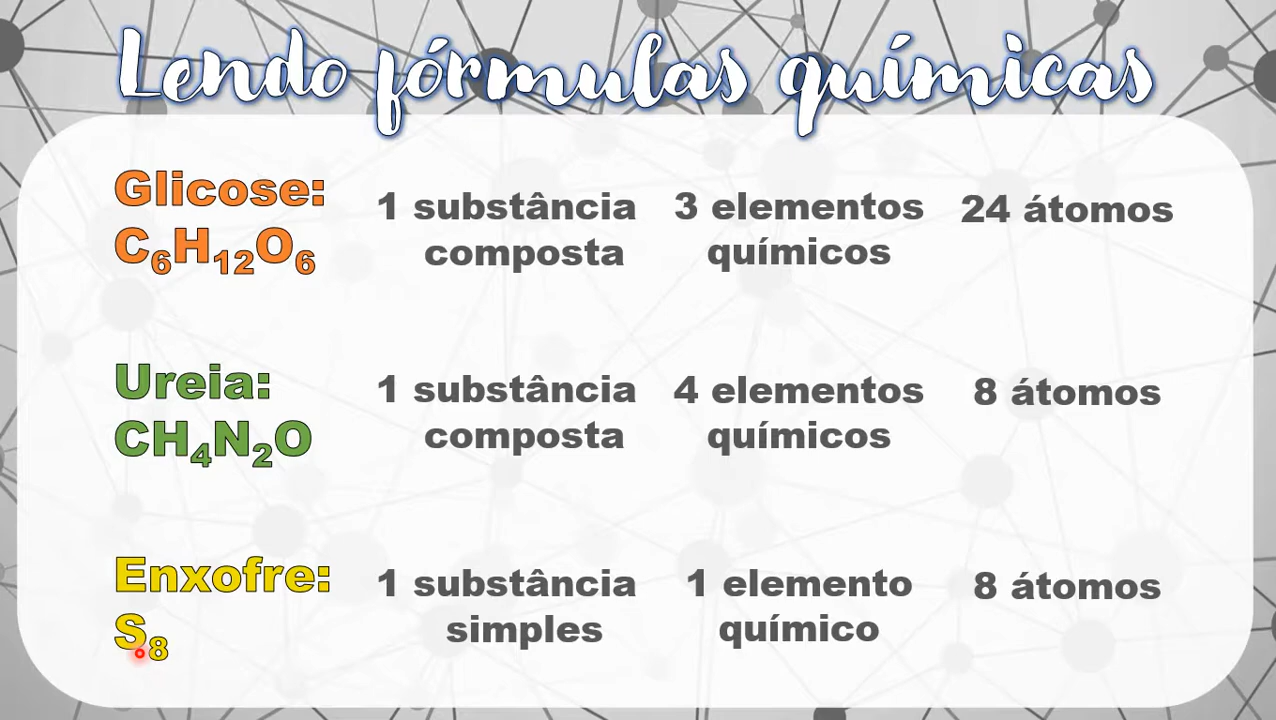 Lendo fórmulas químicas
Glicose:
C₆H₁₂O₆
1 substância
composta
3 elementos
químicos
24 átomos
Ureia:
CH₄N₂O
1 substância
composta
4 elementos
químicos
8 átomos
Enxofre:
S₈
1 substância
simples
1 elemento
químico
8 átomos